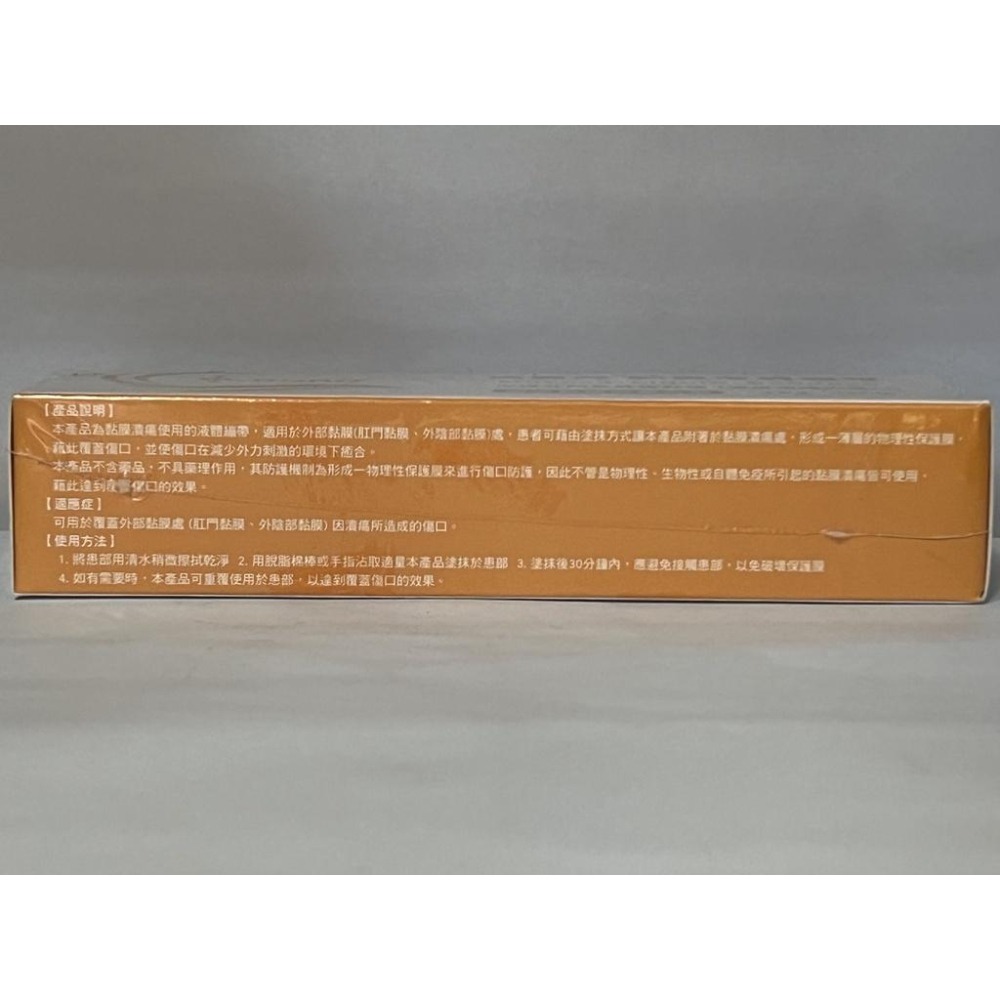 【產品說明】
本產品為黏膜潰瘍使用的液體繃帶，適用於外部黏膜(肛門黏膜、外陰部黏膜)處，患者可藉由塗抹方式讓本產品附著於黏膜潰瘍處，形成一薄層的物理性保護膜，
藉此覆蓋傷口，並使傷口在減少外力刺激的環境下癒合。
本產品不含藥品，不具藥理作用，其防護機制為形成一物理性保護膜來進行傷口防護，因此不管是物理性、生物性或自體免疫所引起的黏膜潰瘍皆可使用，
藉此達到覆蓋傷口的效果。
【適應症】
可用於覆蓋外部黏膜處 (肛門黏膜、外陰部黏膜) 因潰瘍所造成的傷口。
【使用方法】
1. 將患部用清水稍微擦拭乾淨 2. 用脫脂棉棒或手指沾取適量本產品塗抹於患部 3. 塗抹後30分鐘內，應避免接觸患部，以免破壞保護膜
4. 如有需要時，本產品可重覆使用於患部，以達到覆蓋傷口的效果。